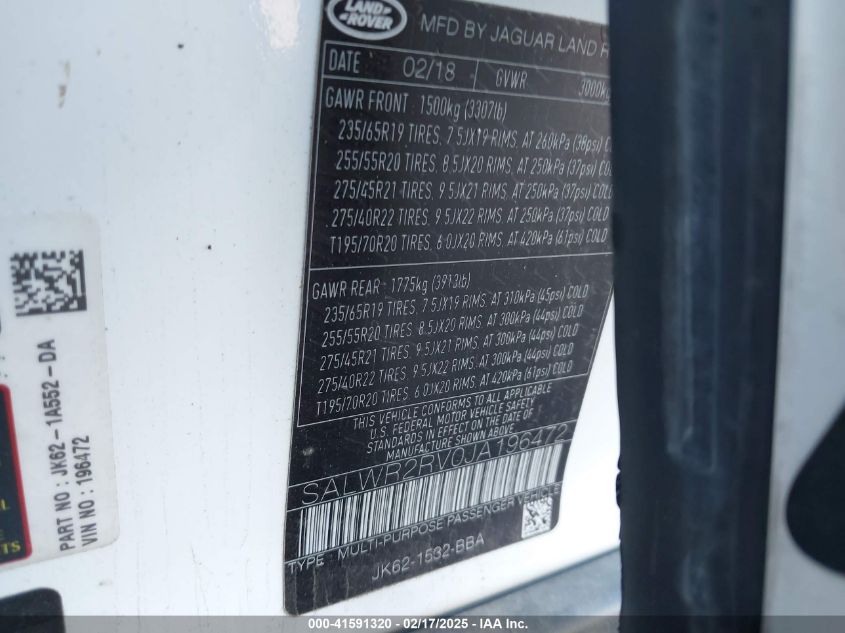 LAND
ROVER
MFD BY JAGUAR LAND
DATE 02/18 GVWR 3000kg
GAWR FRONT : 1500kg (3307lb)
235/65R19 TIRES, 7.5JX19 RIMS, AT 260kPa (38psi)
255/55R20 TIRES, 8.5JX20 RIMS, AT 250kPa (37psi)
275/45R21 TIRES, 9.5JX21 RIMS, AT 250kPa (37psi) COLD
275/40R22 TIRES, 9.5JX22 RIMS, AT 250kPa (37psi) COLD
T195/70R20 TIRES, 6.0JX20 RIMS, AT 420kPa (61psi) COLD
GAWR REAR : 1775kg (3913lb)
235/65R19 TIRES, 7.5JX19 RIMS, AT 310kPa (45psi) COLD
255/55R20 TIRES, 8.5JX20 RIMS, AT 300kPa (44psi) COLD
275/45R21 TIRES, 9.5JX21 RIMS, AT 300kPa (44psi) COLD
275/40R22 TIRES, 9.5JX22 RIMS, AT 300kPa (44psi) COLD
T195/70R20 TIRES, 6.0JX20 RIMS, AT 420kPa (61psi) COLD
THIS VEHICLE CONFORMS TO ALL APPLICABLE
U.S. FEDERAL MOTOR VEHICLE SAFETY
MANUFACTURE SHOWN ABOVE.
SALWR2RV0JA196472
TYPE: MULTI-PURPOSE PASSENGER VEHICLE
JK62-1532-BBA
PART NO : JK62-1A552-DA
VIN NO : 196472
000-41591320 - 02/17/2025 - IAA Inc.